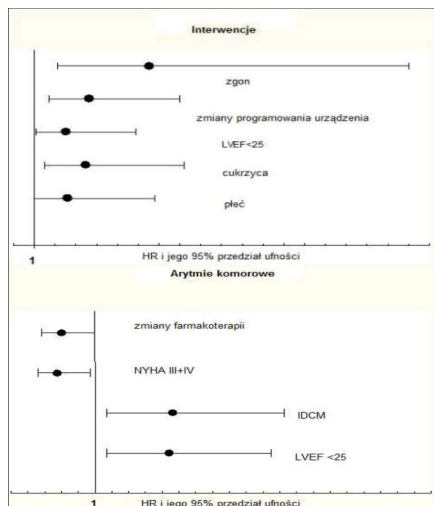 Interwencje
zgon
zmiany programowania urządzenia
LVEF<25
cukrzyca
płeć
1
HR i jego 95% przedział ufności
Arytmie komorowe
zmiany farmakoterapii
NYHA III+IV
IDCM
LVEF <25
1
HR i jego 95% przedział ufności